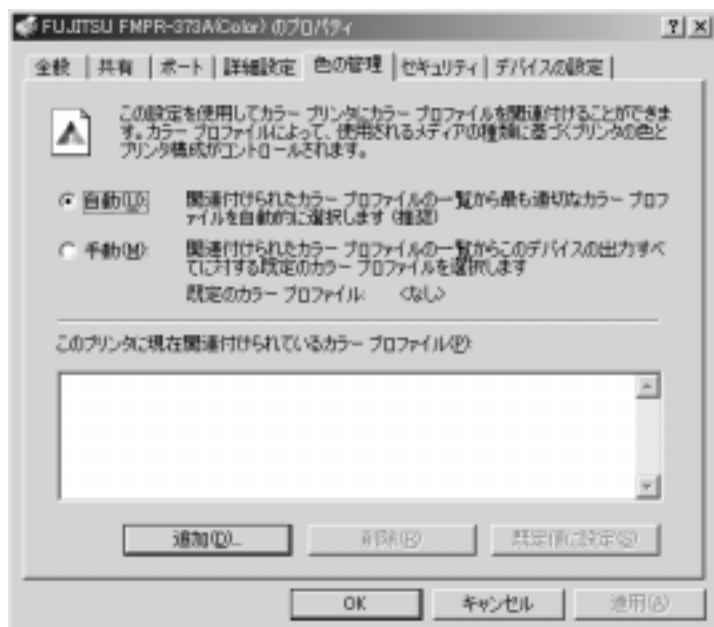 FUJITSU FMPR-373A(Color) のプロパティ
全般 共有 ポート 詳細設定 色の管理 セキュリティ デバイスの設定
この設定を使用してカラー プリンタにカラー プロファイルを関連付けることができま
す。カラー プロファイルによって、使用されるメディアの種類に基づくプリンタの色と
プリンタ構成がコントロールされます。
自動(U): 関連付けられたカラー プロファイルの一覧から最も適切なカラー プロフ
ァイルを自動的に選択します (推奨)
手動(M): 関連付けられたカラー プロファイルの一覧からこのデバイスの出力すべ
てに対する既定のカラー プロファイルを選択します
既定のカラー プロファイル: <なし>
このプリンタに現在関連付けられているカラー プロファイル(P):
追加(D)... 削除(R) 既定値に設定(S)
OK キャンセル 適用(A)